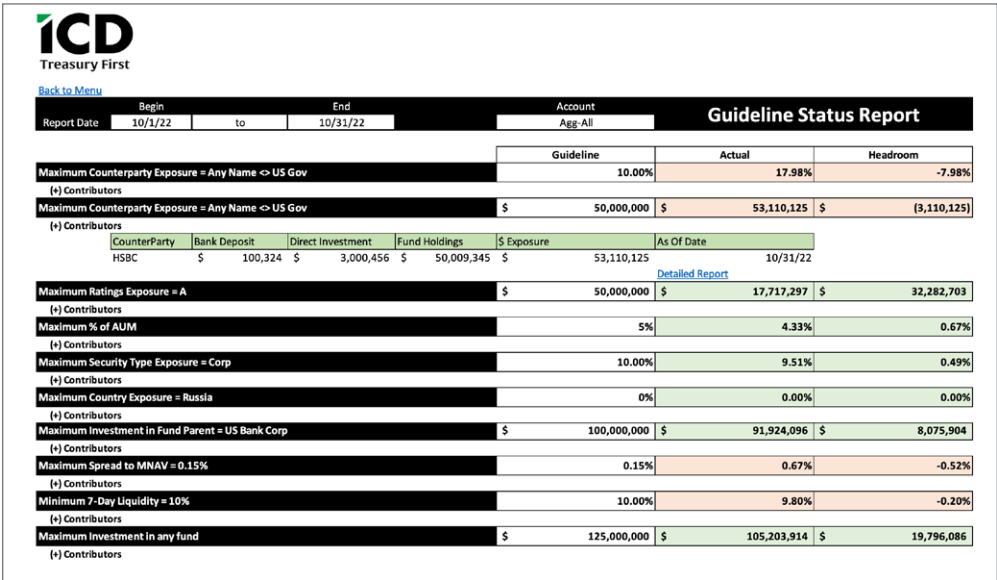 iCD
Treasury First
Back to Menu
Begin End Account
Report Date 10/1/22 to 10/31/22 Agg-All Guideline Status Report
Guideline Actual Headroom
Maximum Counterparty Exposure = Any Name <> US Gov 10.00% 17.98% -7.98%
(+) Contributors
Maximum Counterparty Exposure = Any Name <> US Gov $ 50,000,000 $ 53,110,125 $ (3,110,125)
(+) Contributors
CounterParty Bank Deposit Direct Investment Fund Holdings $ Exposure As Of Date
HSBC $ 100,324 $ 3,000,456 $ 50,009,345 $ 53,110,125 10/31/22
Detailed Report
Maximum Ratings Exposure = A $ 50,000,000 $ 17,717,297 $ 32,282,703
(+) Contributors
Maximum % of AUM 5% 4.33% 0.67%
(+) Contributors
Maximum Security Type Exposure = Corp 10.00% 9.51% 0.49%
(+) Contributors
Maximum Country Exposure = Russia 0% 0.00% 0.00%
(+) Contributors
Maximum Investment in Fund Parent = US Bank Corp $ 100,000,000 $ 91,924,096 $ 8,075,904
(+) Contributors
Maximum Spread to MNAV = 0.15% 0.15% 0.67% -0.52%
(+) Contributors
Minimum 7-Day Liquidity = 10% 10.00% 9.80% -0.20%
(+) Contributors
Maximum Investment in any fund $ 125,000,000 $ 105,203,914 $ 19,796,086
(+) Contributors